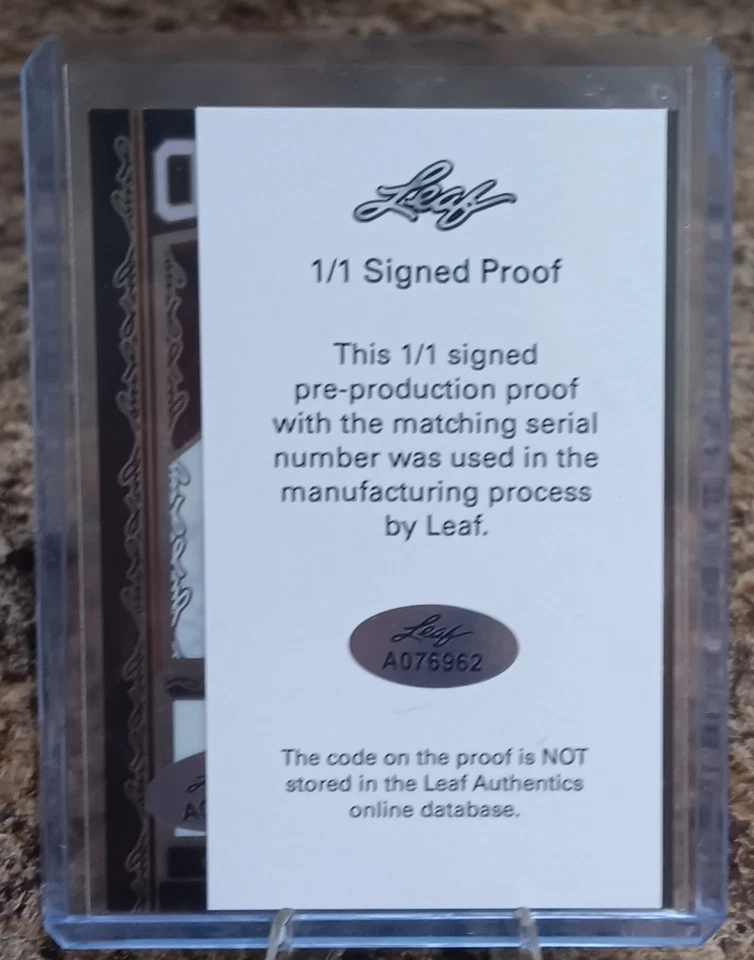 Leaf
1/1 Signed Proof
This 1/1 signed
pre-production proof
with the matching serial
number was used in the
manufacturing process
by Leaf.
Leaf
A076962
The code on the proof is NOT
stored in the Leaf Authentics
online database.